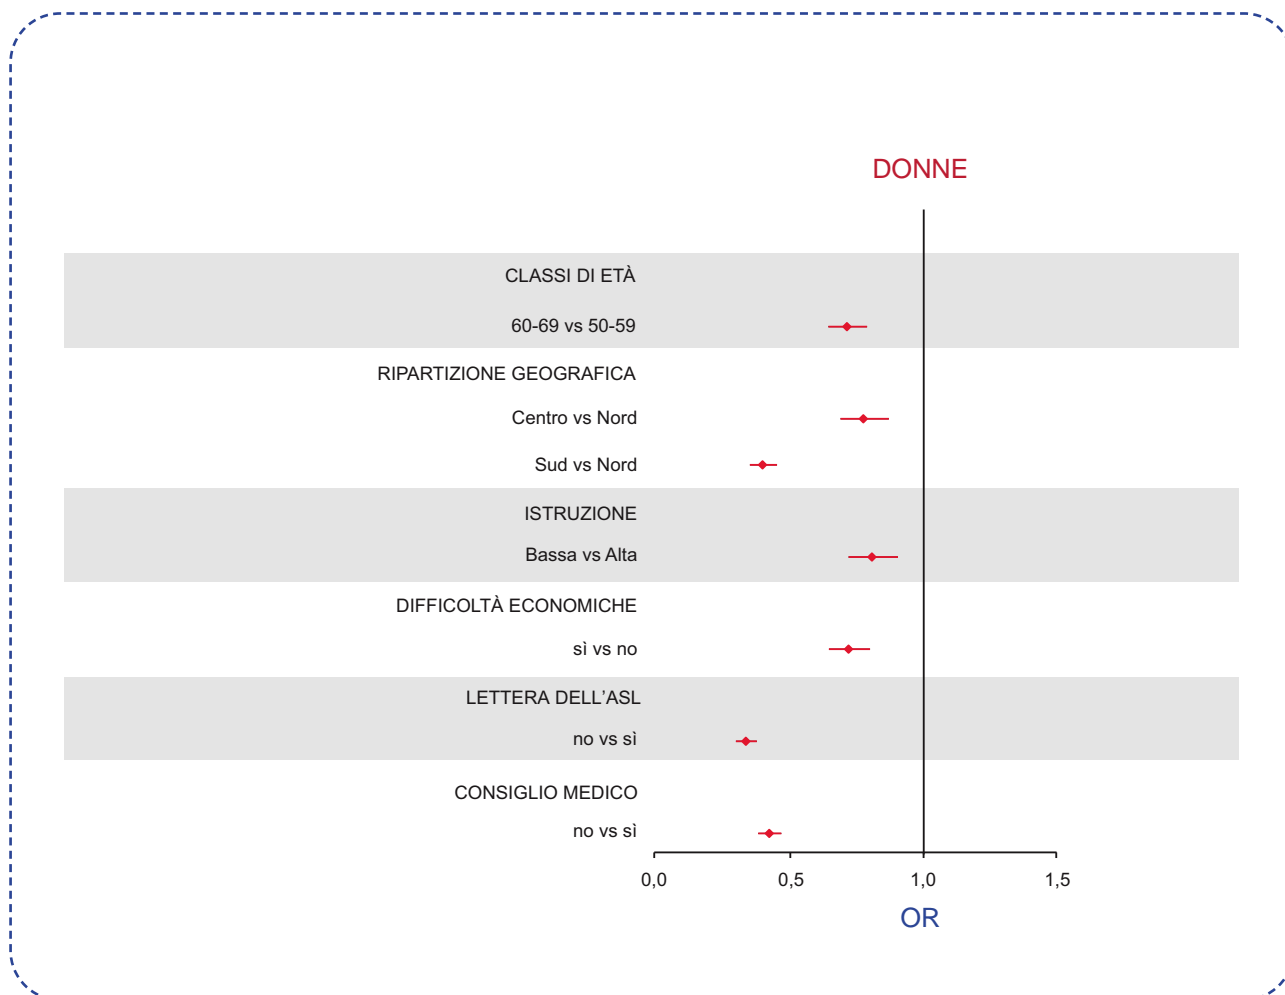 DONNE
CLASSI DI ETÀ
60-69 vs 50-59
RIPARTIZIONE GEOGRAFICA
Centro vs Nord
Sud vs Nord
ISTRUZIONE
Bassa vs Alta
DIFFICOLTÀ ECONOMICHE
sì vs no
LETTERA DELL’ASL
no vs sì
CONSIGLIO MEDICO
no vs sì
0,0 0,5 1,0 1,5
OR